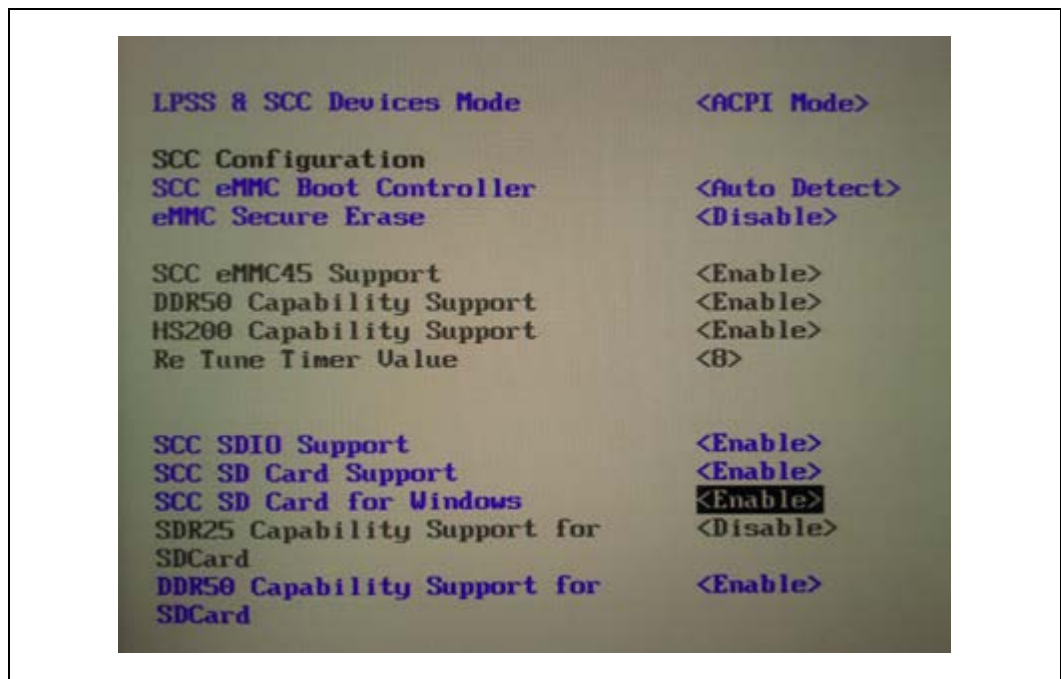 LPSS & SCC Devices Mode <ACPI Mode>
SCC Configuration
SCC eMMC Boot Controller <Auto Detect>
eMMC Secure Erase <Disable>
SCC eMMC45 Support <Enable>
DDR50 Capability Support <Enable>
HS200 Capability Support <Enable>
Re Tune Timer Value <8>
SCC SDIO Support <Enable>
SCC SD Card Support <Enable>
SCC SD Card for Windows <Enable>
SDR25 Capability Support for <Disable>
SDCard
DDR50 Capability Support for <Enable>
SDCard